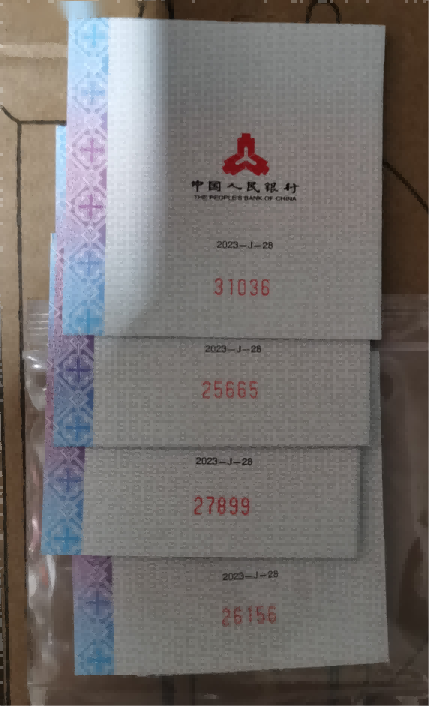 中国人民银行
THE PEOPLE'S BANK OF CHINA
2023-J-28
31036
2023-J-28
25665
2023-J-28
27899
2023-J-28
26156